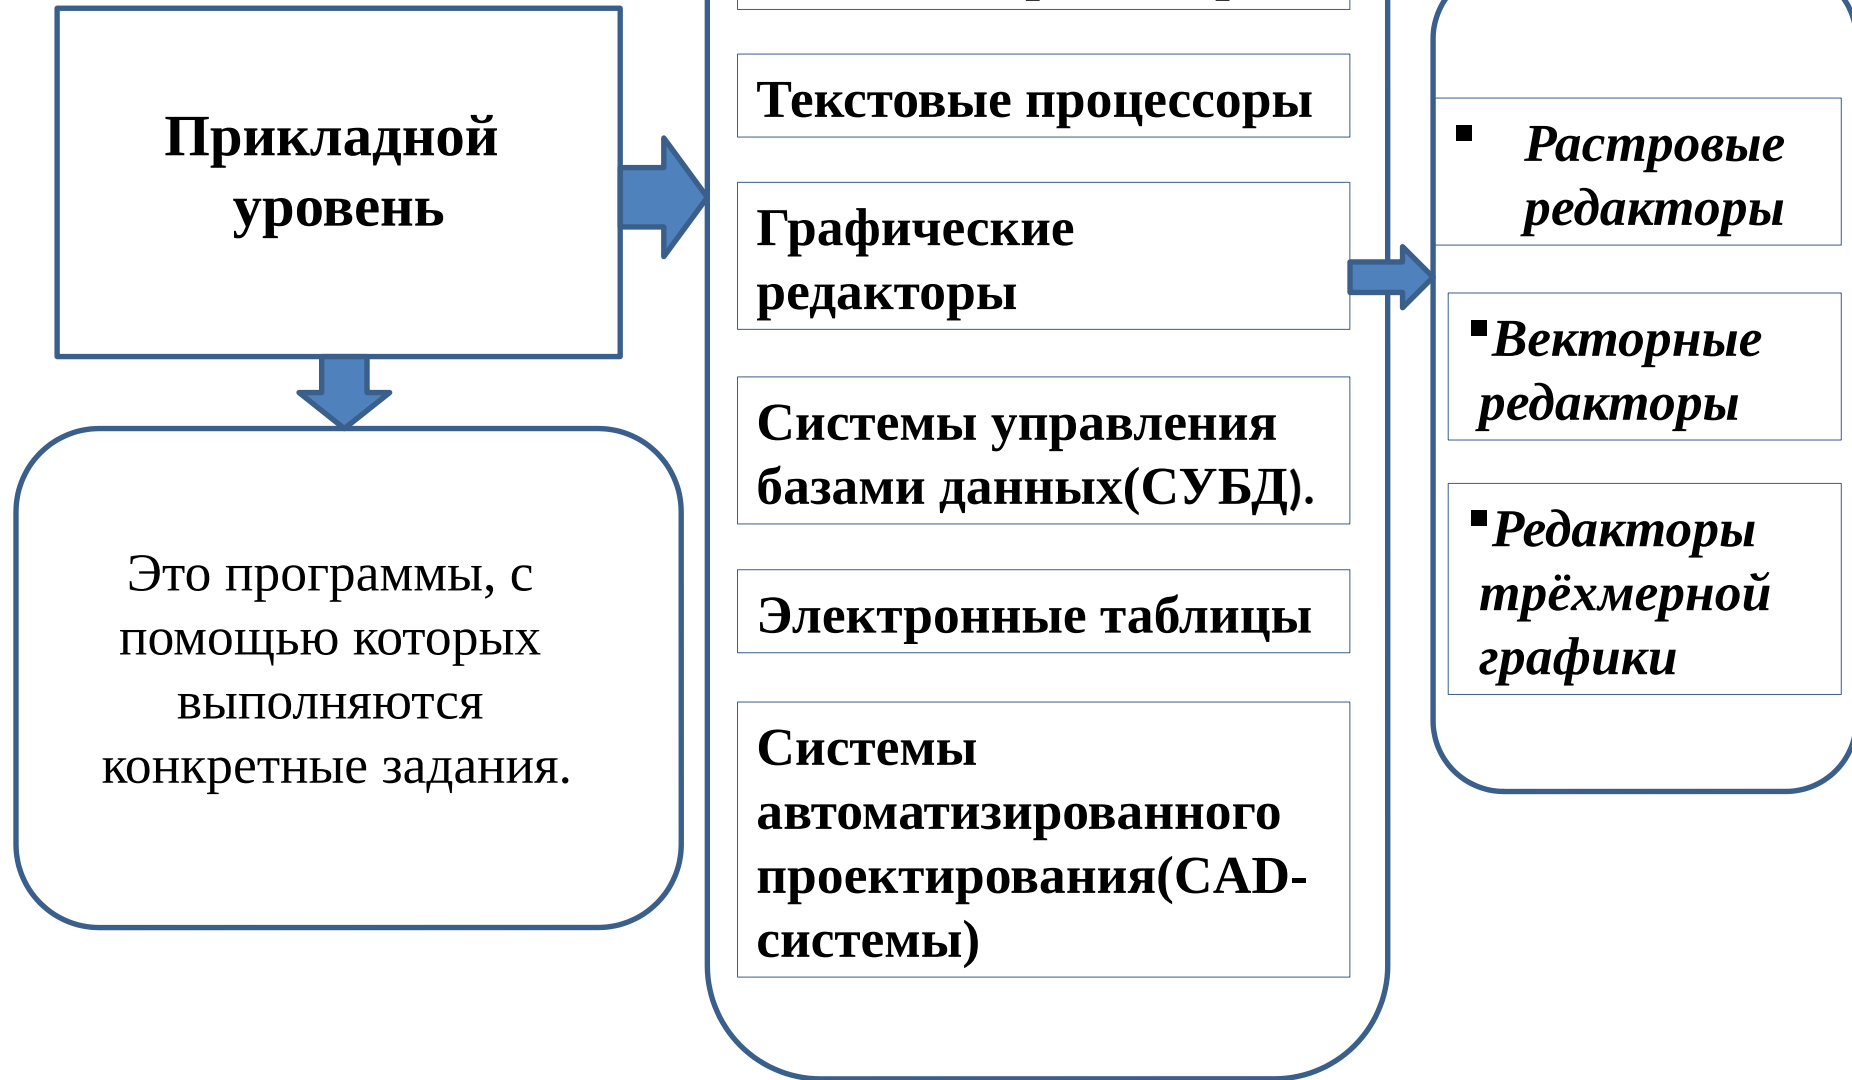 Прикладной
уровень
Это программы, с
помощью которых
выполняются
конкретные задания.
Текстовые процессоры
Графические
редакторы
Системы управления
базами данных(СУБД).
Электронные таблицы
Системы
автоматизированного
проектирования(CAD-
системы)
▪ Растровые
редакторы
▪Векторные
редакторы
▪Редакторы
трёхмерной
графики